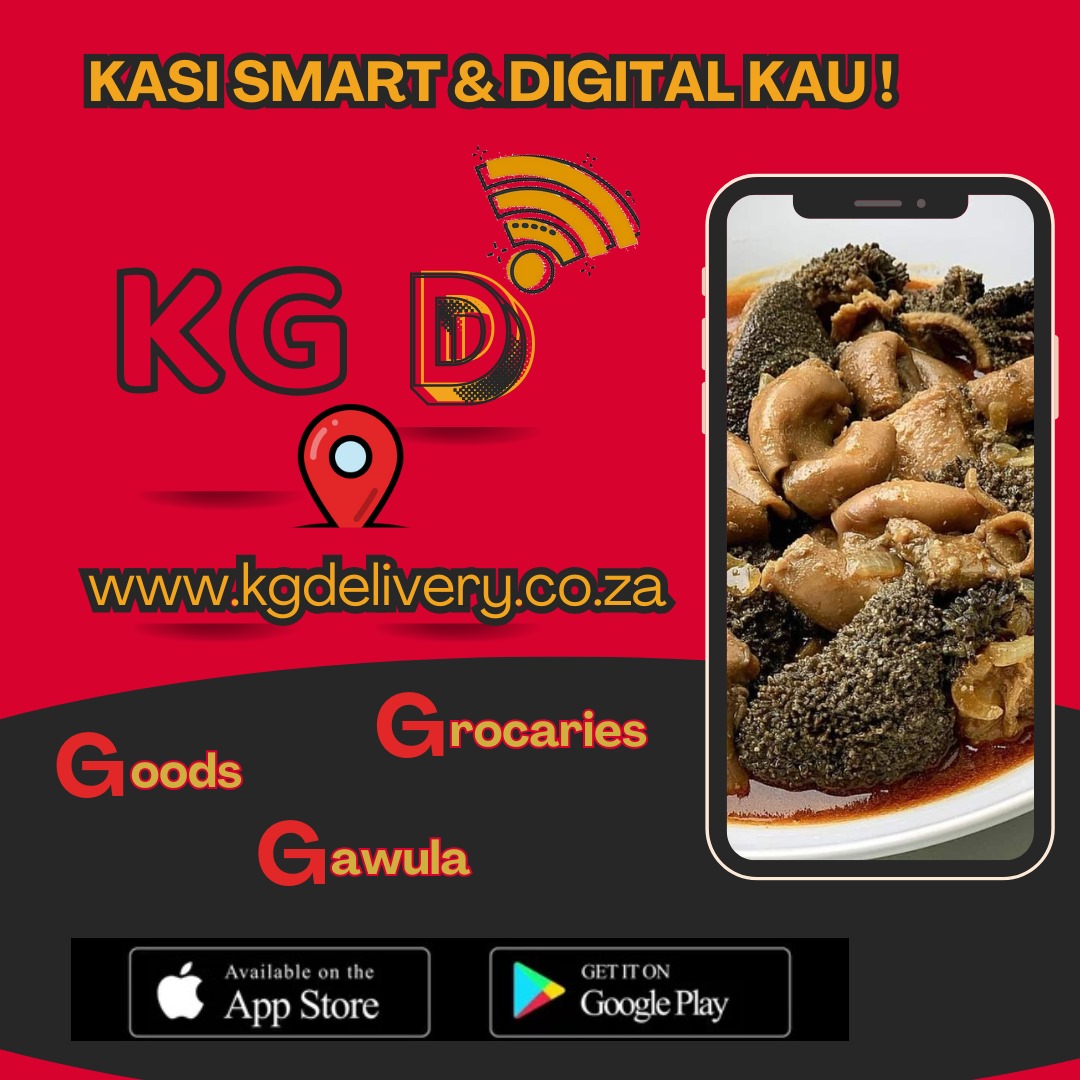 KASI SMART & DIGITAL KAU !
KG D
www.kgdelivery.co.za
Grocaries
Goods
Gawula
Available on the
App Store
GET IT ON
Google Play